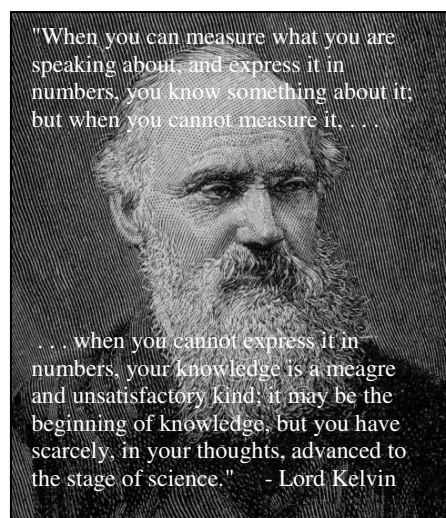 "When you can measure what you are
speaking about, and express it in
numbers, you know something about it;
but when you cannot measure it, . . .
. . . when you cannot express it in
numbers, your knowledge is a meagre
and unsatisfactory kind; it may be the
beginning of knowledge, but you have
scarcely, in your thoughts, advanced to
the stage of science." - Lord Kelvin